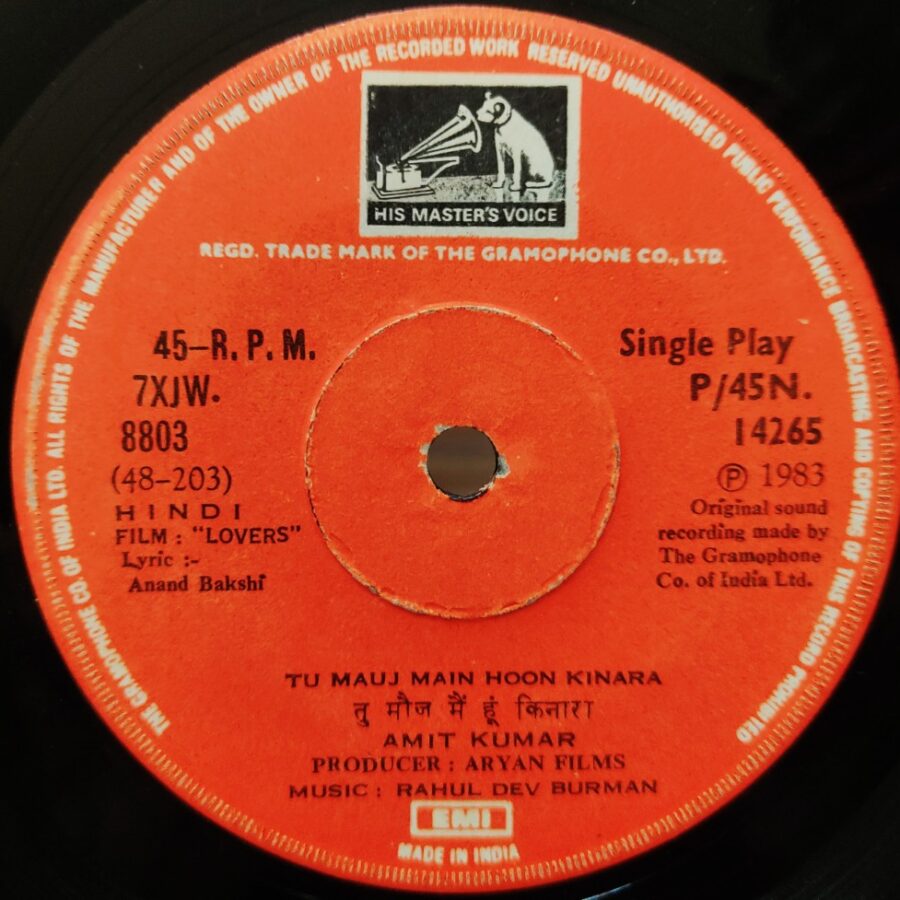 THE GRAMOPHONE CO. OF INDIA LTD. ALL RIGHTS OF THE MANUFACTURER AND OF THE OWNER OF THE RECORDED WORK RESERVED UNAUTHORISED PUBLIC PERFORMANCE BROADCASTING AND COPYING OF THIS RECORD PROHIBITED
HIS MASTER'S VOICE
REGD. TRADE MARK OF THE GRAMOPHONE CO., LTD.
45–R. P. M.
7XJW.
8803
(48-203)
HINDI
FILM : "LOVERS"
Lyric :-
Anand Bakshi
Single Play
P/45N.
14265
Ⓟ 1983
Original sound
recording made by
The Gramophone
Co. of India Ltd.
TU MAUJ MAIN HOON KINARA
तु मौज मैं हूं किनारा
AMIT KUMAR
PRODUCER : ARYAN FILMS
MUSIC : RAHUL DEV BURMAN
EMI
MADE IN INDIA